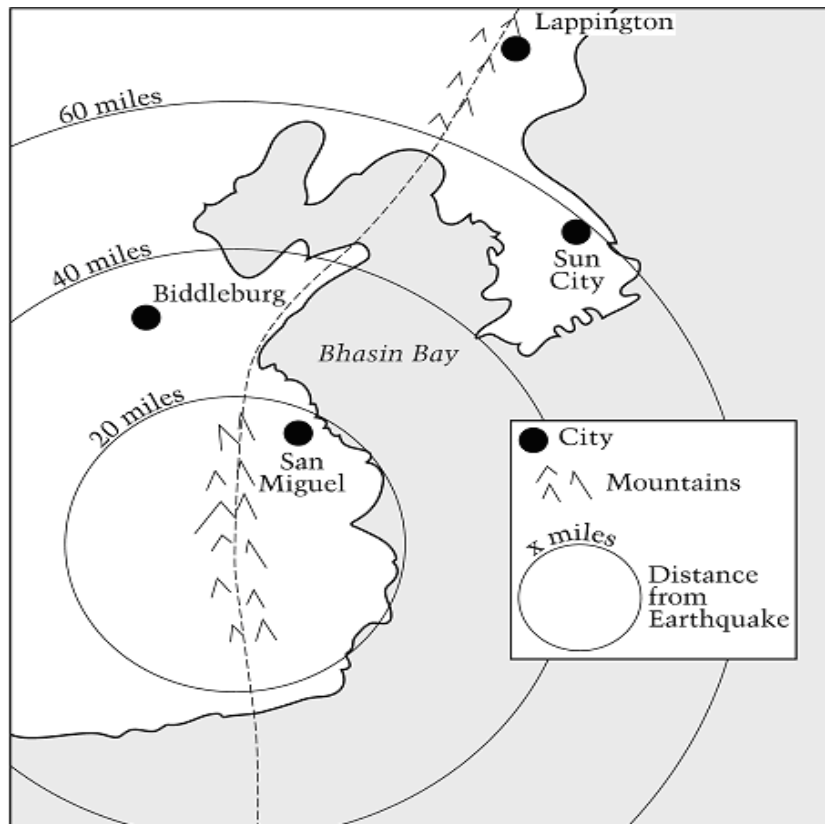 Lappington
60 miles
40 miles
Sun
City
Biddleburg
Bhasin Bay
20 miles
San
Miguel
City
Mountains
x miles
Distance
from
Earthquake